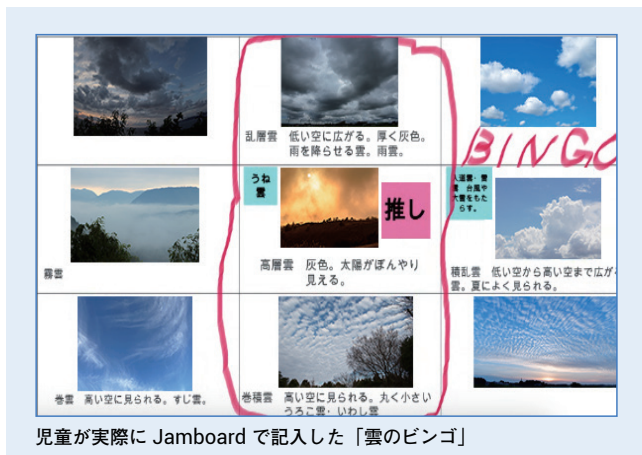 乱層雲 低い空に広がる。厚く灰色。
雨を降らせる雲。雨雲。
BINGO
うね
雲
推し
入道雲・雷
雲 台風や
大雪をもた
らす。
霧雲
高層雲 灰色。太陽がぼんやり
見える。
積乱雲 低い空から高い空まで広が
雲。夏によく見られる。
巻雲 高い空に見られる。すじ雲。
巻積雲 高い空に見られる。丸く小さい
うろこ雲・いわし雲
児童が実際に Jamboard で記入した「雲のビンゴ」